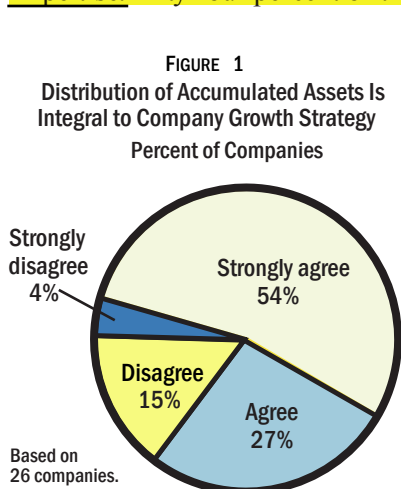 FIGURE 1
Distribution of Accumulated Assets Is
Integral to Company Growth Strategy
Percent of Companies
Strongly
disagree
4%
Strongly agree
54%
Disagree
15%
Agree
27%
Based on
26 companies.